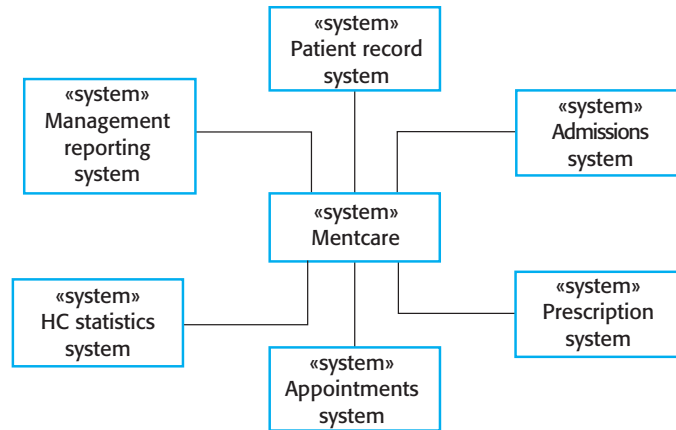 «system»
Patient record
system
«system»
Management
reporting
system
«system»
Admissions
system
«system»
Mentcare
«system»
HC statistics
system
«system»
Prescription
system
«system»
Appointments
system